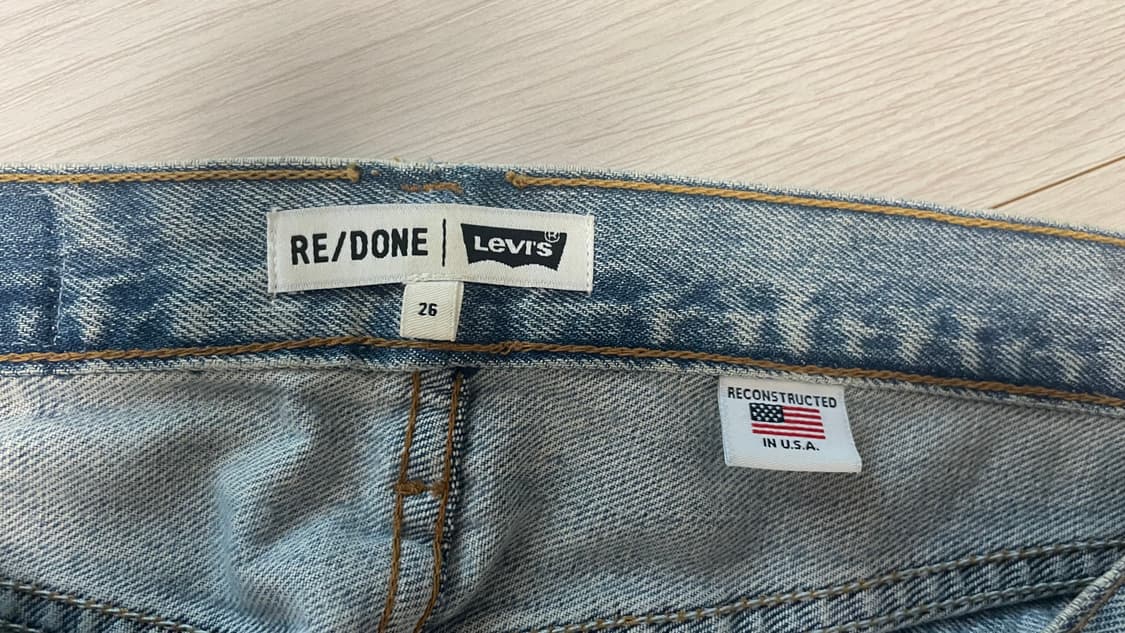 RE/DONE | LEVI'S®
26
RECONSTRUCTED
IN U.S.A.